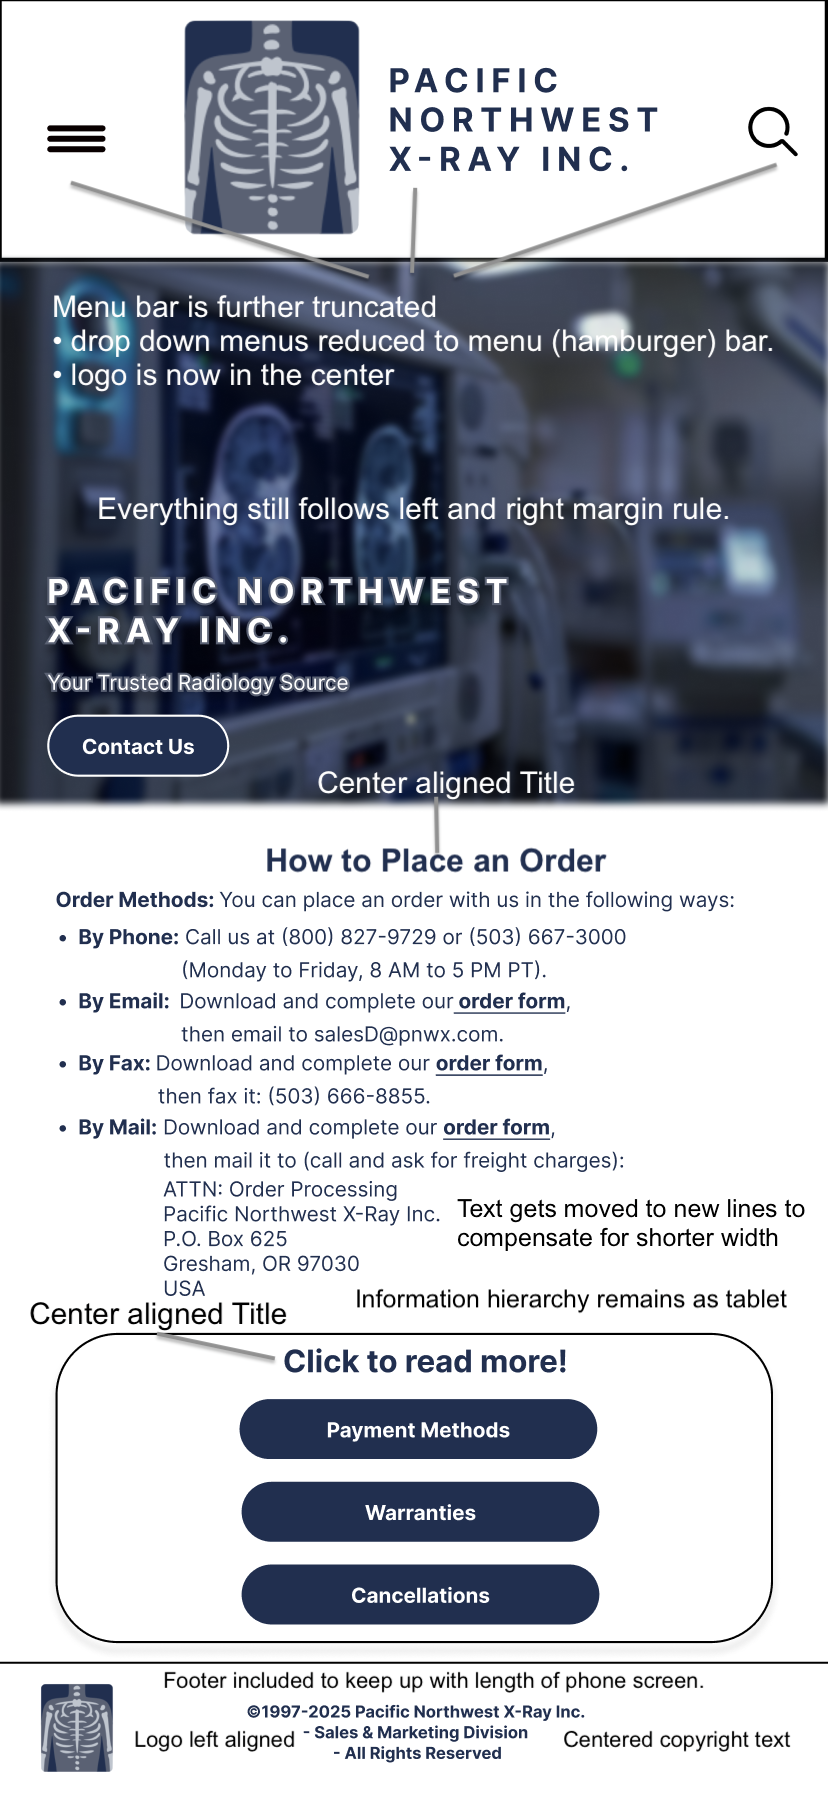 PACIFIC
NORTHWEST
X-RAY INC.
Menu bar is further truncated
• drop down menus reduced to menu (hamburger) bar.
• logo is now in the center
Everything still follows left and right margin rule.
PACIFIC NORTHWEST
X-RAY INC.
Your Trusted Radiology Source
Contact Us
Center aligned Title
How to Place an Order
Order Methods: You can place an order with us in the following ways:
• By Phone: Call us at (800) 827-9729 or (503) 667-3000
(Monday to Friday, 8 AM to 5 PM PT).
• By Email: Download and complete our order form,
then email to salesD@pnwx.com.
• By Fax: Download and complete our order form,
then fax it: (503) 666-8855.
• By Mail: Download and complete our order form,
then mail it to (call and ask for freight charges):
ATTN: Order Processing
Pacific Northwest X-Ray Inc.
P.O. Box 625
Gresham, OR 97030
USA
Text gets moved to new lines to
compensate for shorter width
Information hierarchy remains as tablet
Center aligned Title
Click to read more!
Payment Methods
Warranties
Cancellations
Footer included to keep up with length of phone screen.
©1997-2025 Pacific Northwest X-Ray Inc.
- Sales & Marketing Division
- All Rights Reserved
Logo left aligned
Centered copyright text